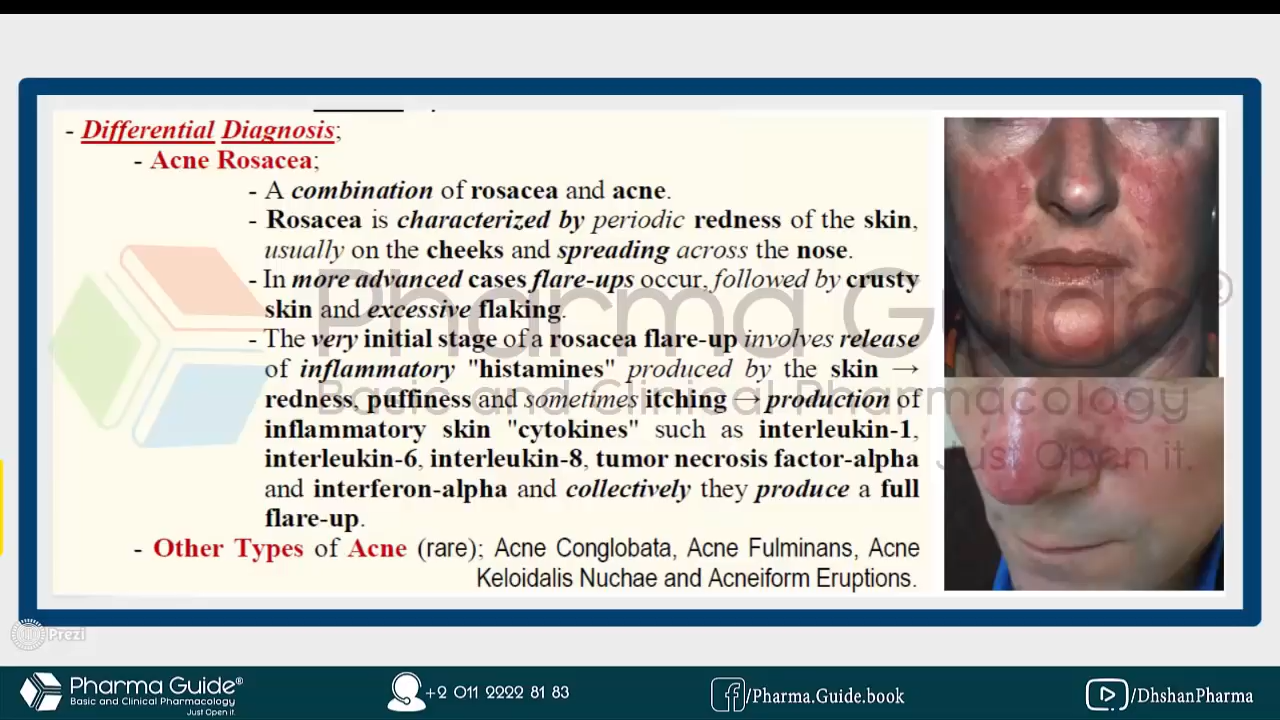 - Differential Diagnosis;
- Acne Rosacea;
- A combination of rosacea and acne.
- Rosacea is characterized by periodic redness of the skin,
usually on the cheeks and spreading across the nose.
- In more advanced cases flare-ups occur, followed by crusty
skin and excessive flaking.
- The very initial stage of a rosacea flare-up involves release
of inflammatory "histamines" produced by the skin →
redness, puffiness and sometimes itching → production of
inflammatory skin "cytokines" such as interleukin-1,
interleukin-6, interleukin-8, tumor necrosis factor-alpha
and interferon-alpha and collectively they produce a full
flare-up.
- Other Types of Acne (rare); Acne Conglobata, Acne Fulminans, Acne
Keloidalis Nuchae and Acneiform Eruptions.
Pharma Guide®
Basic and Clinical Pharmacology
Just Open it.
Prezi
Pharma Guide®
Basic and Clinical Pharmacology
Just Open it.
+2 011 2222 81 83
/Pharma.Guide.book
/DhshanPharma